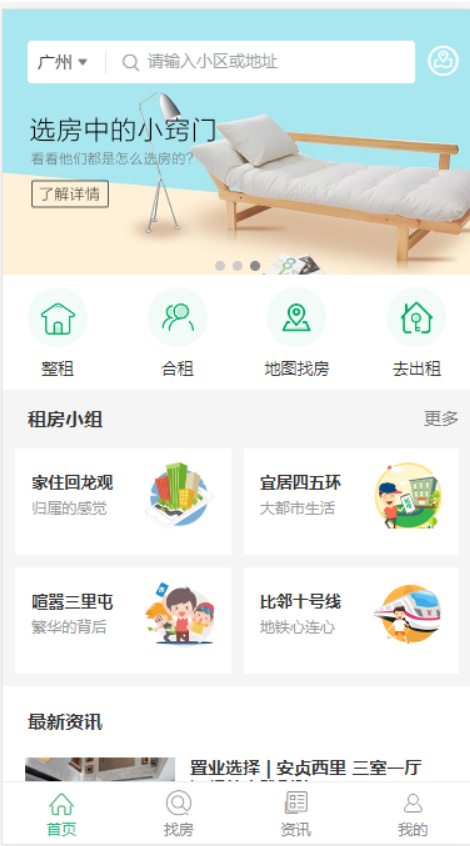 广州
请输入小区或地址
选房中的小窍门
看看他们都是怎么选房的?
了解详情
整租 合租 地图找房 去出租
租房小组 更多
家住回龙观 宜居四五环
归属的感觉 大都市生活
喧嚣三里屯 比邻十号线
繁华的背后 地铁心连心
最新资讯
置业选择 | 安贞西里 三室一厅
首页 找房 资讯 我的